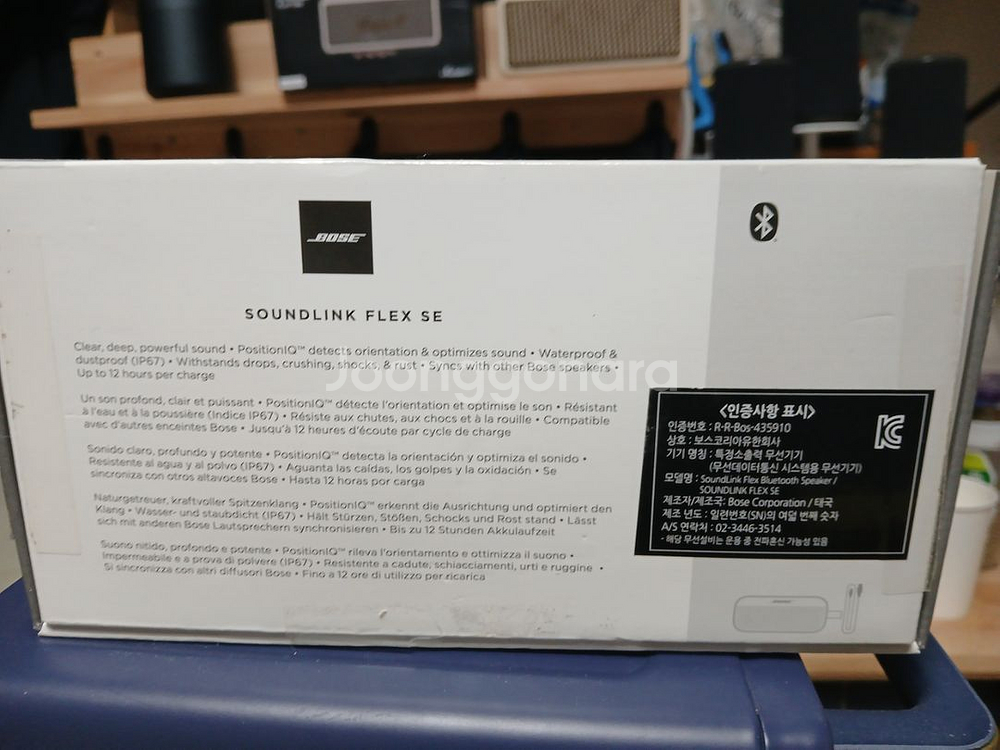 BOSE
SOUNDLINK FLEX SE
Clear, deep, powerful sound • PositionIQ™ detects orientation & optimizes sound • Waterproof &
dustproof (IP67) • Withstands drops, crushing, shocks, & rust • Syncs with other Bose speakers •
Up to 12 hours per charge
Un son profond, clair et puissant • PositionIQ™ détecte l'orientation et optimise le son • Résistant
à l'eau et à la poussière (Indice IP67) • Résiste aux chutes, aux chocs et à la rouille • Compatible
avec d'autres enceintes Bose • Jusqu'à 12 heures d'écoute par cycle de charge
Sonido claro, profundo y potente • PositionIQ™ detecta la orientación y optimiza el sonido •
Resistente al agua y al polvo (IP67) • Aguanta las caídas, los golpes y la oxidación • Se
sincroniza con otros altavoces Bose • Hasta 12 horas por carga
Naturgetreuer, kraftvoller Spitzenklang • PositionIQ™ erkennt die Ausrichtung und optimiert den
Klang • Wasser- und staubdicht (IP67) • Hält Stürzen, Stößen, Schocks und Rost stand • Lässt
sich mit anderen Bose Lautsprechern synchronisieren • Bis zu 12 Stunden Akkulaufzeit
Suono nitido, profondo e potente • PositionIQ™ rileva l'orientamento e ottimizza il suono •
Impermeabile e a prova di polvere (IP67) • Resistente a cadute, schiacciamenti, urti e ruggine •
Si sincronizza con altri diffusori Bose • Fino a 12 ore di utilizzo per ricarica
joonggonara
<인증사항 표시>
인증번호 : R-R-Bos-435910
상호 : 보스코리아유한회사
기기 명칭 : 특정소출력 무선기기
(무선데이터통신 시스템용 무선기기)
모델명 : SoundLink Flex Bluetooth Speaker /
SOUNDLINK FLEX SE
제조자/제조국: Bose Corporation / 태국
제조 년도 : 일련번호(SN)의 여덟 번째 숫자
A/S 연락처 : 02-3446-3514
- 해당 무선설비는 운용 중 전파혼신 가능성 있음